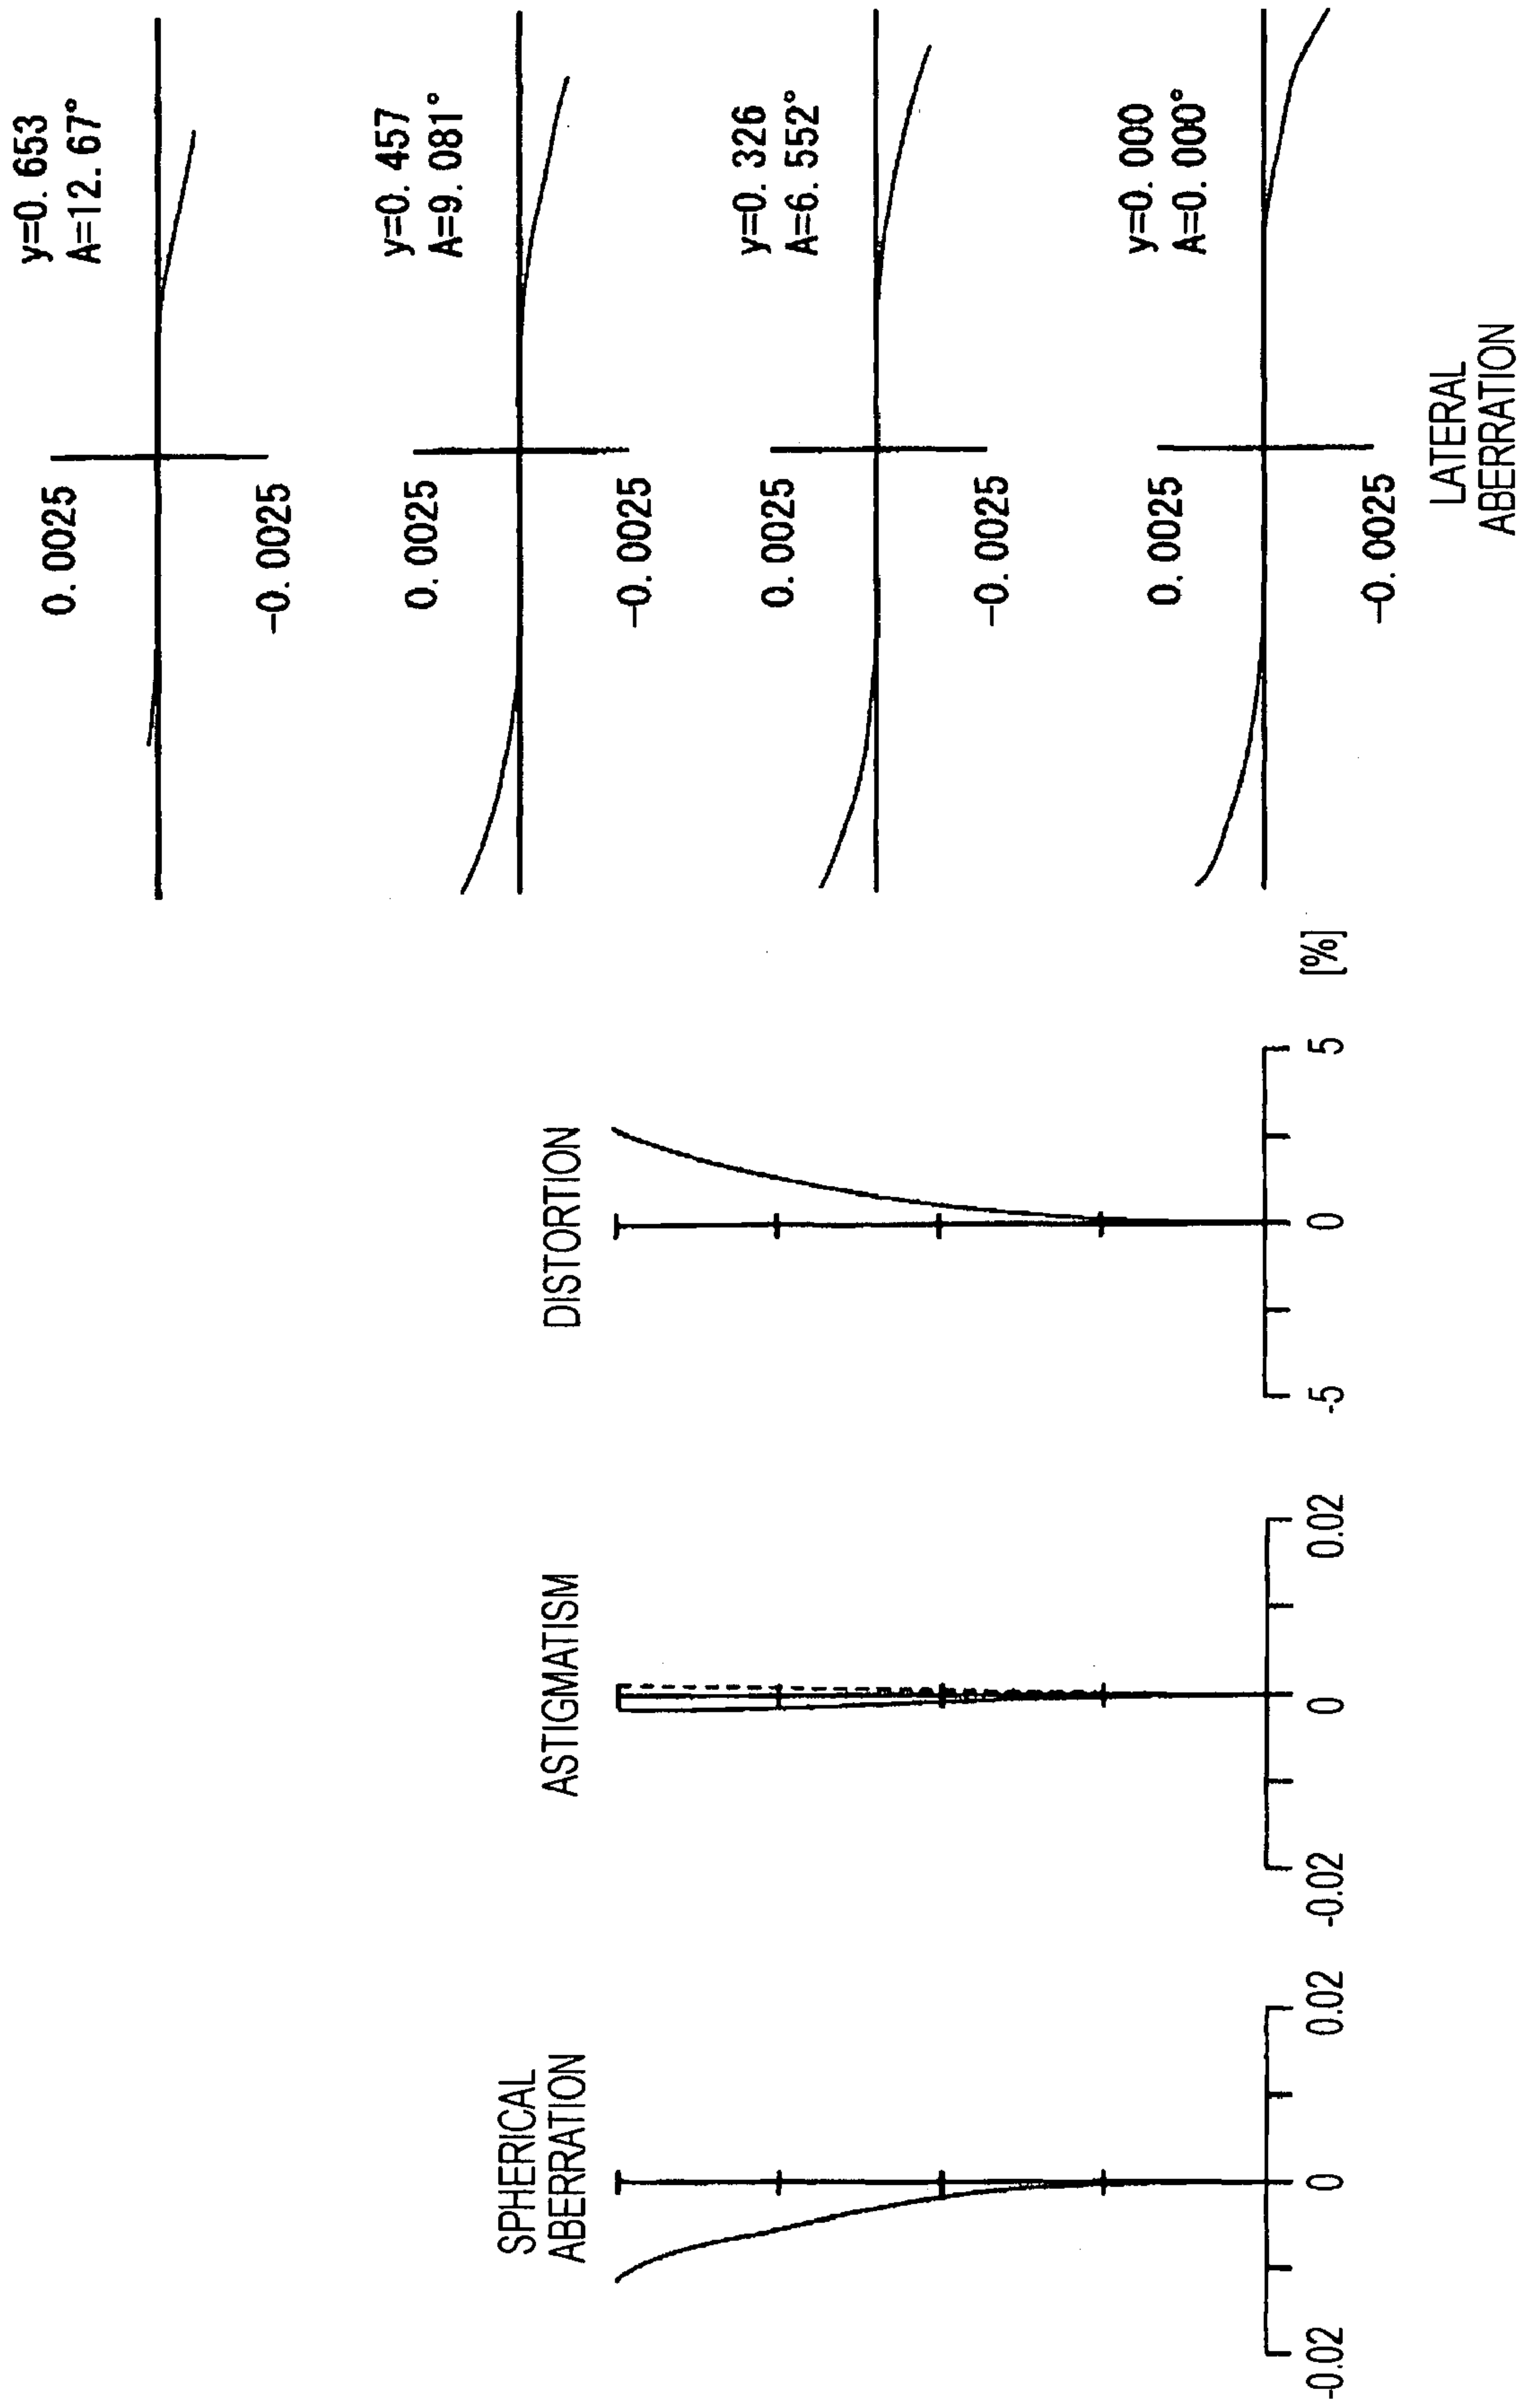 SPHERICAL
ABERRATION
-0.02
0
0.02
ASTIGMATISM
-0.02
0
0.02
DISTORTION
-5
0
5
[%]
y=0.653
A=12.67°
0.0025
-0.0025
y=0.457
A=9.081°
0.0025
-0.0025
y=0.326
A=6.552°
0.0025
-0.0025
y=0.000
A=0.000°
0.0025
-0.0025
LATERAL
ABERRATION